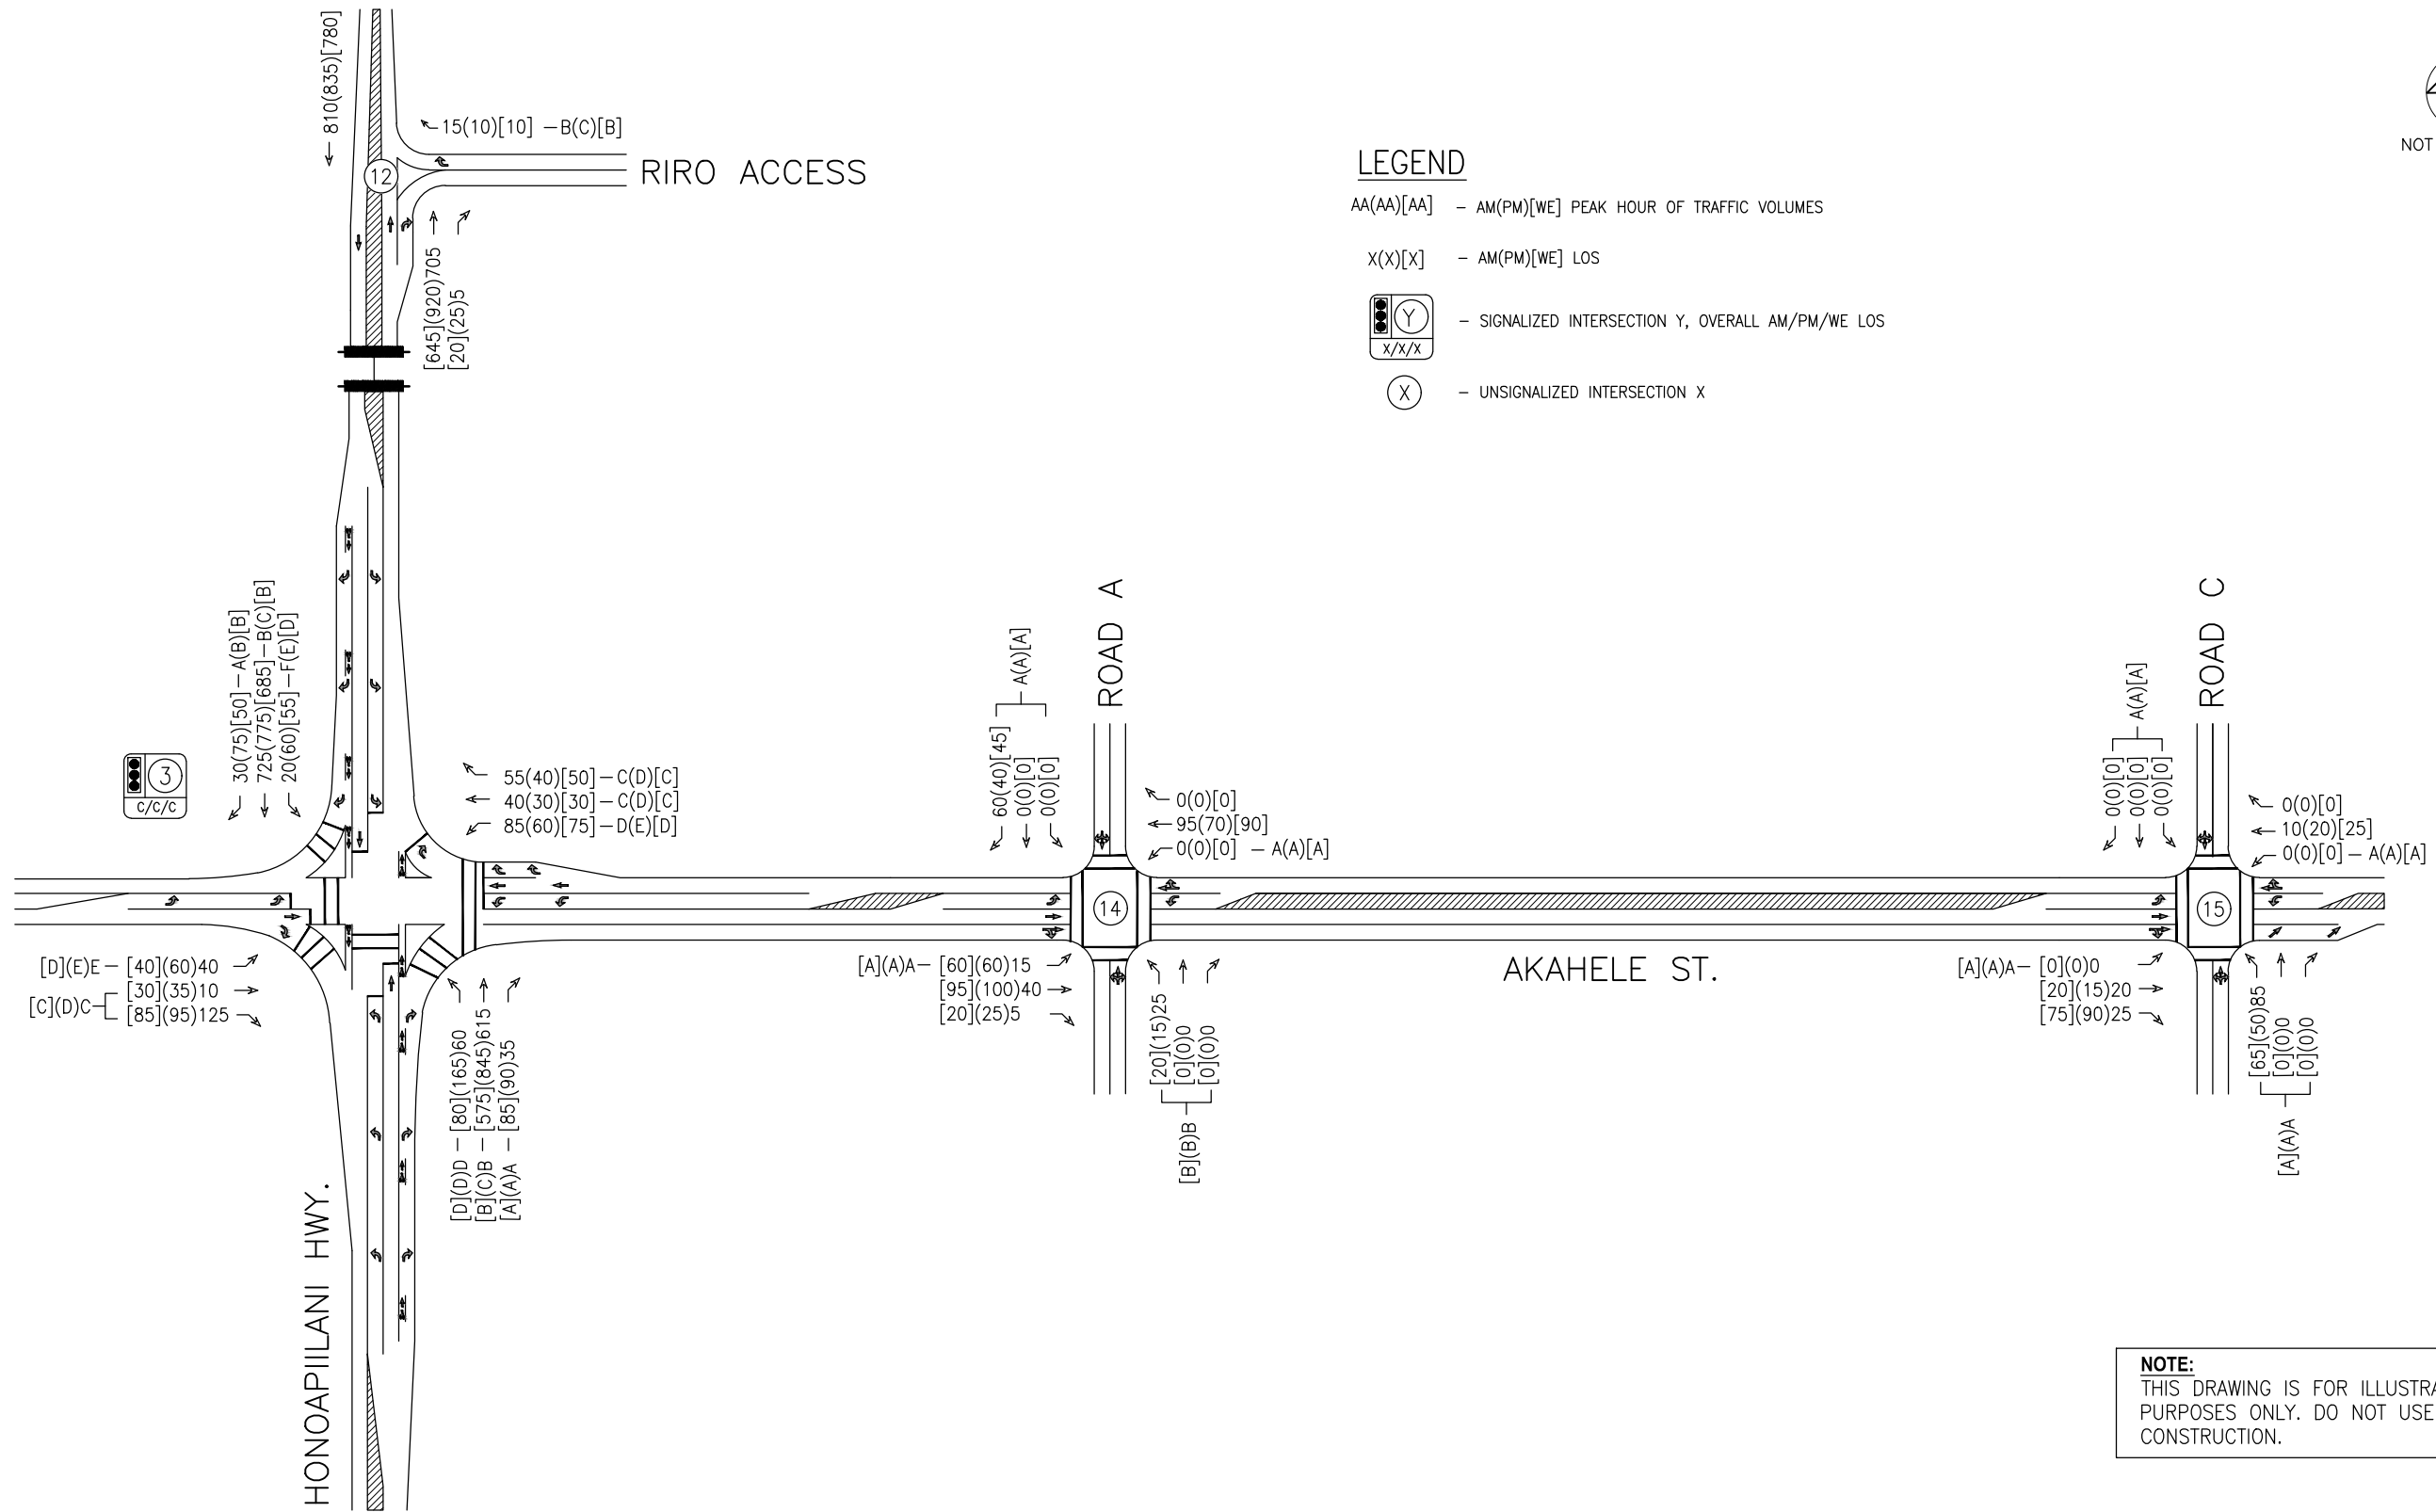 810(835)[780]
15(10)[10] – B(C)[B]
12
RIRO ACCESS
[645](920)705
[20](25)5
LEGEND
AA(AA)[AA] – AM(PM)[WE] PEAK HOUR OF TRAFFIC VOLUMES
X(X)[X] – AM(PM)[WE] LOS
Y
X/X/X
– SIGNALIZED INTERSECTION Y, OVERALL AM/PM/WE LOS
X – UNSIGNALIZED INTERSECTION X
NOT
3
C/C/C
30(75)[50] – A(B)[B]
725(775)[685] – B(C)[B]
20(60)[55] – F(E)[D]
55(40)[50] – C(D)[C]
40(30)[30] – C(D)[C]
85(60)[75] – D(E)[D]
[D](E)E – [40](60)40
[C](D)C
[30](35)10
[85](95)125
[D](D)D – [80](165)60
[B](C)B – [575](845)615
[A](A)A – [85](90)35
HONOAPIILANI HWY.
A(A)[A]
60(40)[45]
0(0)[0]
0(0)[0]
ROAD A
0(0)[0]
95(70)[90]
0(0)[0] – A(A)[A]
14
[A](A)A – [60](60)15
[95](100)40
[20](25)5
[20](15)25
[0](0)0
[0](0)0
[B](B)B
AKAHELE ST.
A(A)[A]
0(0)[0]
0(0)[0]
0(0)[0]
ROAD C
0(0)[0]
10(20)[25]
0(0)[0] – A(A)[A]
15
[A](A)A – [0](0)0
[20](15)20
[75](90)25
[65](50)85
[0](0)0
[0](0)0
[A](A)A
NOTE:
THIS DRAWING IS FOR ILLUSTRA
PURPOSES ONLY. DO NOT USE
CONSTRUCTION.